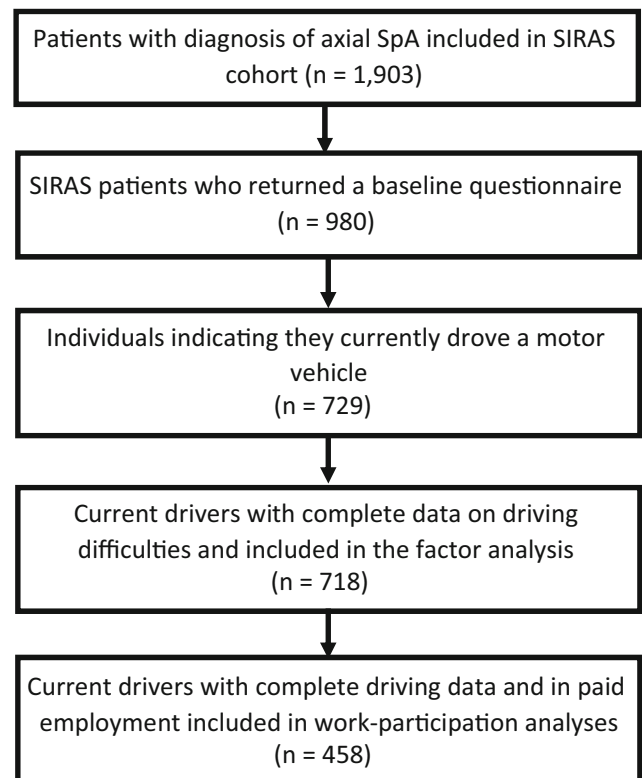 Patients with diagnosis of axial SpA included in SIRAS
cohort (n = 1,903)
SIRAS patients who returned a baseline questionnaire
(n = 980)
Individuals indicating they currently drove a motor
vehicle
(n = 729)
Current drivers with complete data on driving
difficulties and included in the factor analysis
(n = 718)
Current drivers with complete driving data and in paid
employment included in work-participation analyses
(n = 458)